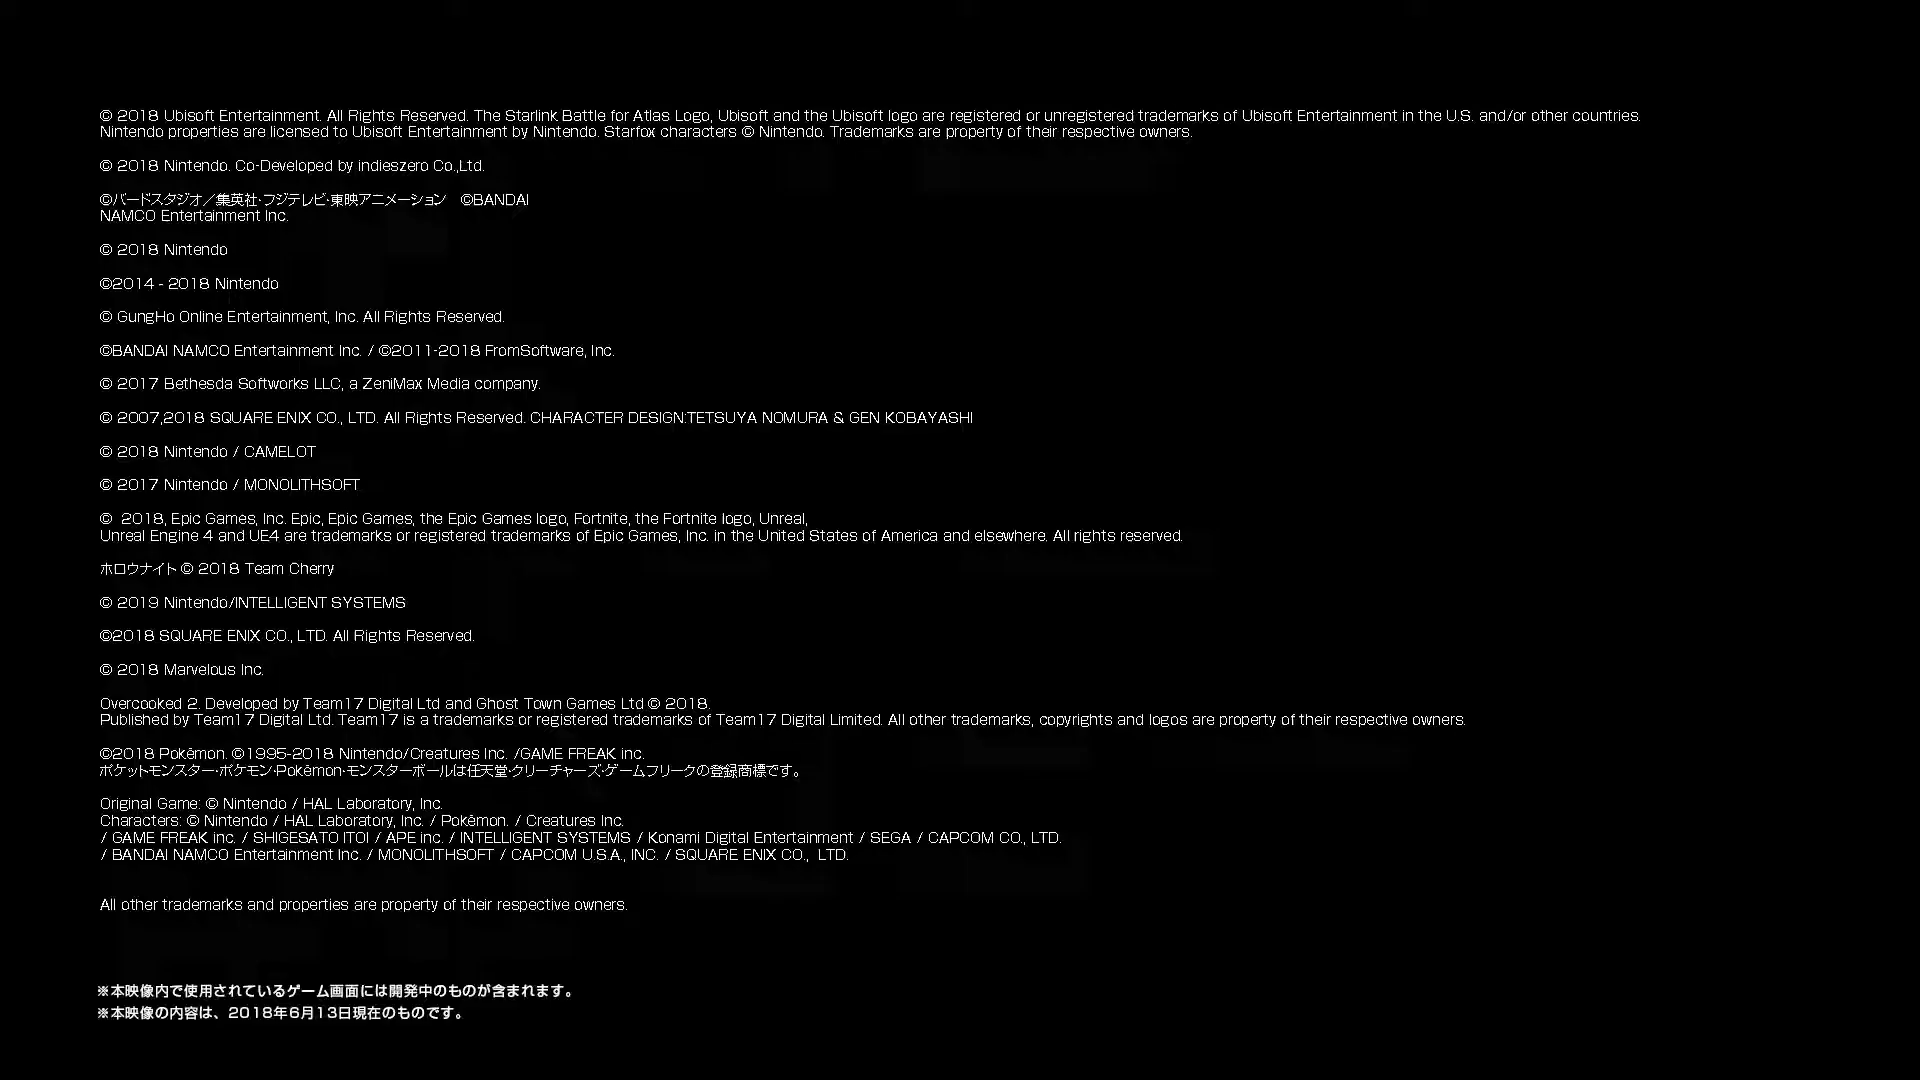 © 2018 Ubisoft Entertainment. All Rights Reserved. The Starlink Battle for Atlas Logo, Ubisoft and the Ubisoft logo are registered or unregistered trademarks of Ubisoft Entertainment in the U.S. and/or other countries.
Nintendo properties are licensed to Ubisoft Entertainment by Nintendo. Starfox characters © Nintendo. Trademarks are property of their respective owners.
© 2018 Nintendo. Co-Developed by indieszero Co.,Ltd.
©バードスタジオ／集英社・フジテレビ・東映アニメーション　©BANDAI
NAMCO Entertainment Inc.
© 2018 Nintendo
©2014 - 2018 Nintendo
© GungHo Online Entertainment, Inc. All Rights Reserved.
©BANDAI NAMCO Entertainment Inc. / ©2011-2018 FromSoftware, Inc.
© 2017 Bethesda Softworks LLC, a ZeniMax Media company.
© 2007,2018 SQUARE ENIX CO., LTD. All Rights Reserved. CHARACTER DESIGN:TETSUYA NOMURA & GEN KOBAYASHI
© 2018 Nintendo / CAMELOT
© 2017 Nintendo / MONOLITHSOFT
© 2018, Epic Games, Inc. Epic, Epic Games, the Epic Games logo, Fortnite, the Fortnite logo, Unreal,
Unreal Engine 4 and UE4 are trademarks or registered trademarks of Epic Games, Inc. in the United States of America and elsewhere. All rights reserved.
ホロウナイト © 2018 Team Cherry
© 2019 Nintendo/INTELLIGENT SYSTEMS
©2018 SQUARE ENIX CO., LTD. All Rights Reserved.
© 2018 Marvelous Inc.
Overcooked 2. Developed by Team17 Digital Ltd and Ghost Town Games Ltd © 2018.
Published by Team17 Digital Ltd. Team17 is a trademarks or registered trademarks of Team17 Digital Limited. All other trademarks, copyrights and logos are property of their respective owners.
©2018 Pokémon. ©1995-2018 Nintendo/Creatures Inc. /GAME FREAK inc.
ポケットモンスター・ポケモン・Pokémon・モンスターボールは任天堂・クリーチャーズ・ゲームフリークの登録商標です。
Original Game: © Nintendo / HAL Laboratory, Inc.
Characters: © Nintendo / HAL Laboratory, Inc. / Pokémon. / Creatures Inc.
/ GAME FREAK inc. / SHIGESATO ITOI / APE inc. / INTELLIGENT SYSTEMS / Konami Digital Entertainment / SEGA / CAPCOM CO., LTD.
/ BANDAI NAMCO Entertainment Inc. / MONOLITHSOFT / CAPCOM U.S.A., INC. / SQUARE ENIX CO., LTD.
All other trademarks and properties are property of their respective owners.
※本映像内で使用されているゲーム画面には開発中のものが含まれます。
※本映像の内容は、2018年6月13日現在のものです。